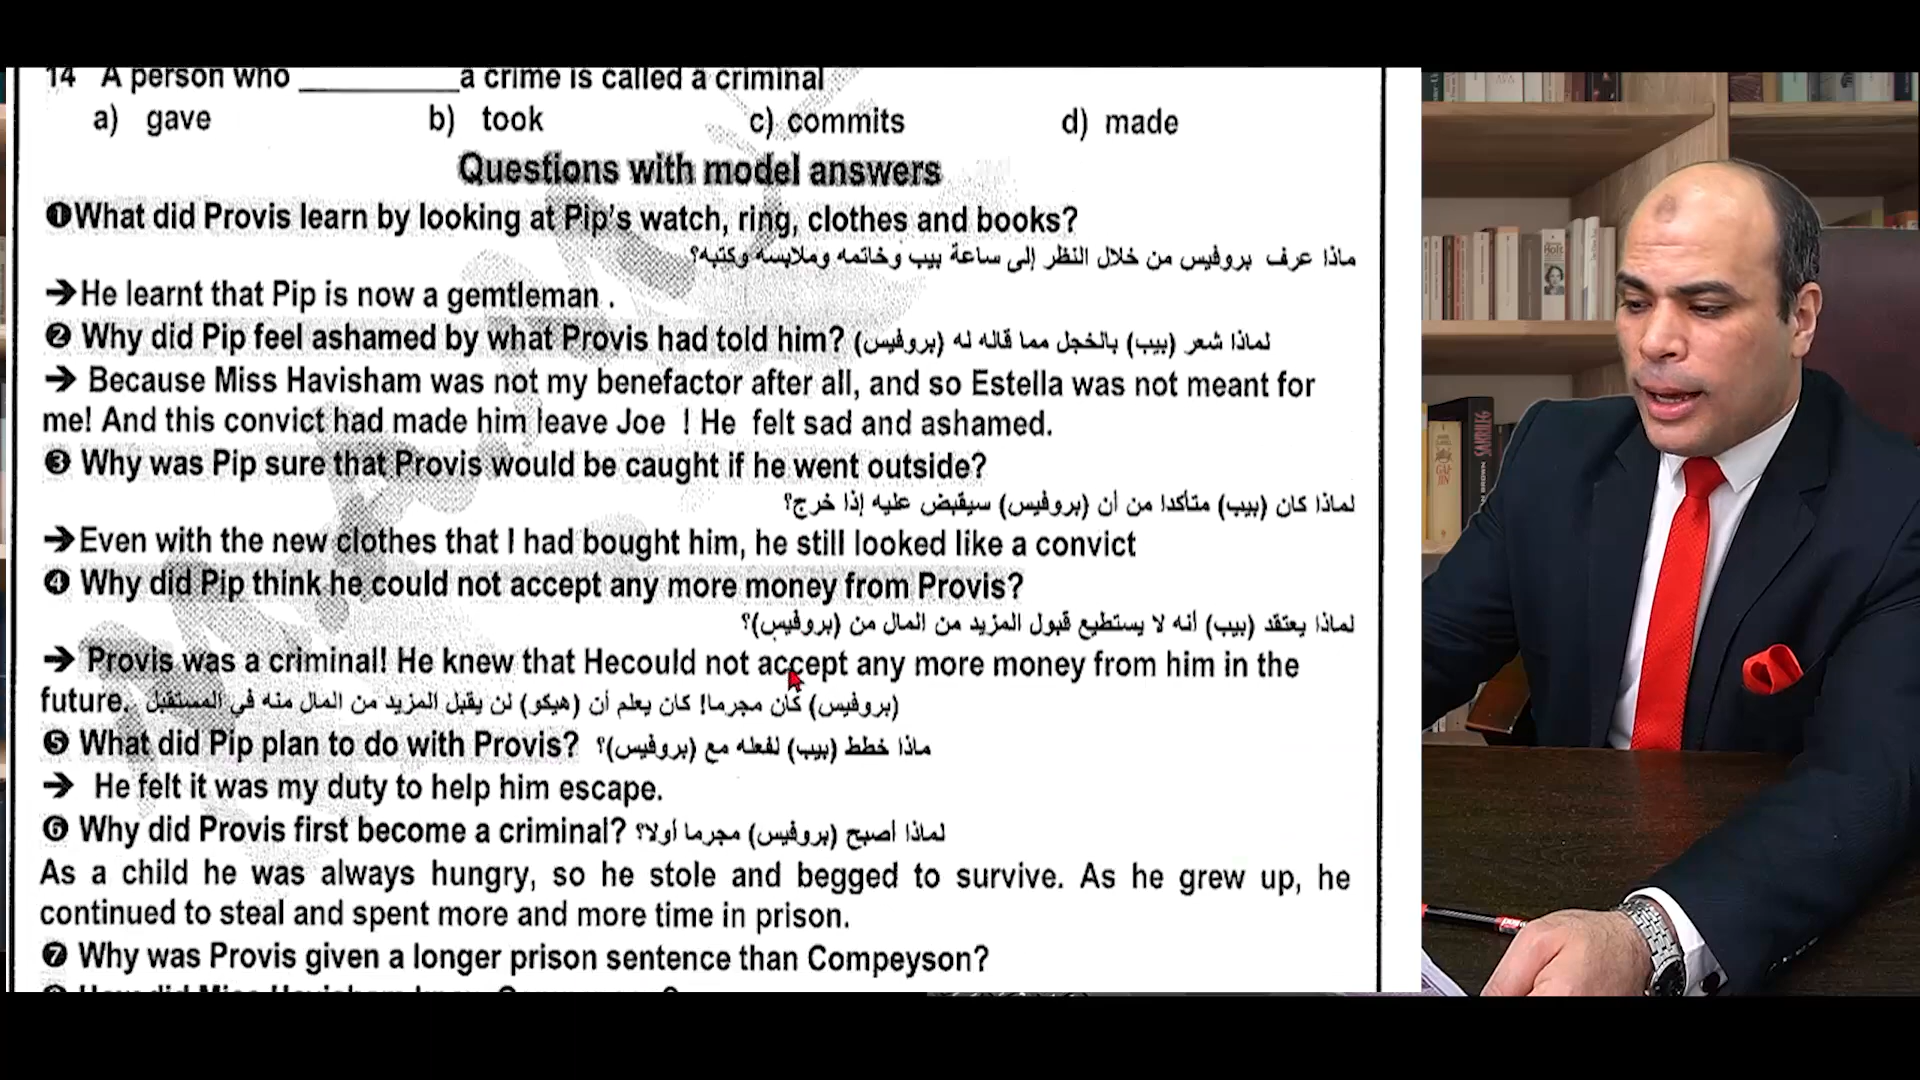 14 A person who __________ a crime is called a criminal
a) gave b) took c) commits d) made
Questions with model answers
❶What did Provis learn by looking at Pip's watch, ring, clothes and books?
ماذا عرف بروفيس من خلال النظر إلى ساعة بيب وخاتمه وملابسه وكتبه؟
➔He learnt that Pip is now a gemtleman .
❷ Why did Pip feel ashamed by what Provis had told him? لماذا شعر (بيب) بالخجل مما قاله له (بروفيس)
➔ Because Miss Havisham was not my benefactor after all, and so Estella was not meant for
me! And this convict had made him leave Joe ! He felt sad and ashamed.
❸ Why was Pip sure that Provis would be caught if he went outside?
لماذا كان (بيب) متأكدا من أن (بروفيس) سيقبض عليه إذا خرج؟
➔Even with the new clothes that I had bought him, he still looked like a convict
❹ Why did Pip think he could not accept any more money from Provis?
لماذا يعتقد (بيب) أنه لا يستطيع قبول المزيد من المال من (بروفيس)؟
➔ Provis was a criminal! He knew that Hecould not accept any more money from him in the
future. (بروفيس) كان مجرما! كان يعلم أن (هيكو) لن يقبل المزيد من المال منه في المستقبل
❺ What did Pip plan to do with Provis? ماذا خطط (بيب) لفعله مع (بروفيس)؟
➔ He felt it was my duty to help him escape.
❻ Why did Provis first become a criminal? لماذا أصبح (بروفيس) مجرما أولا؟
As a child he was always hungry, so he stole and begged to survive. As he grew up, he
continued to steal and spent more and more time in prison.
❼ Why was Provis given a longer prison sentence than Compeyson?